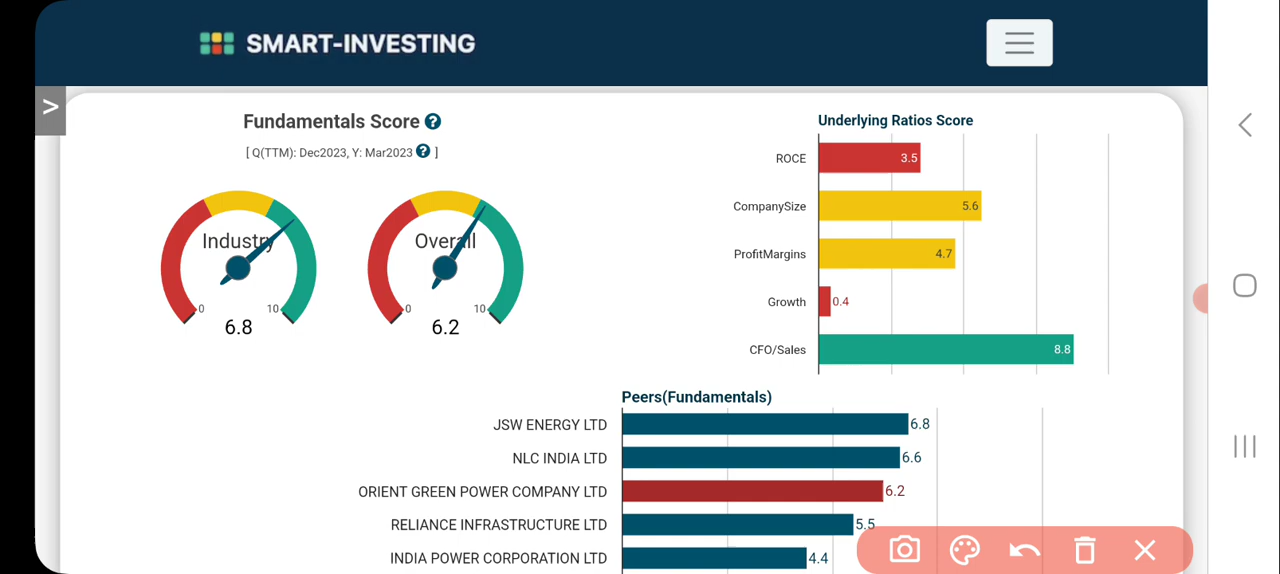 SMART-INVESTING
>
Fundamentals Score ?
[ Q(TTM): Dec2023, Y: Mar2023 ? ]
Industry
0 10
6.8
Overall
0 10
6.2
Underlying Ratios Score
ROCE 3.5
CompanySize 5.6
ProfitMargins 4.7
Growth 0.4
CFO/Sales 8.8
Peers(Fundamentals)
JSW ENERGY LTD 6.8
NLC INDIA LTD 6.6
ORIENT GREEN POWER COMPANY LTD 6.2
RELIANCE INFRASTRUCTURE LTD 5.5
INDIA POWER CORPORATION LTD 4.4